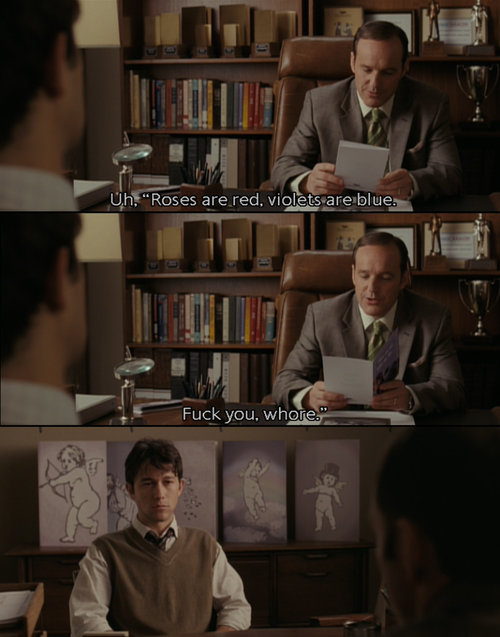 Uh, “Roses are red, violets are blue.
Fuck you, whore.”